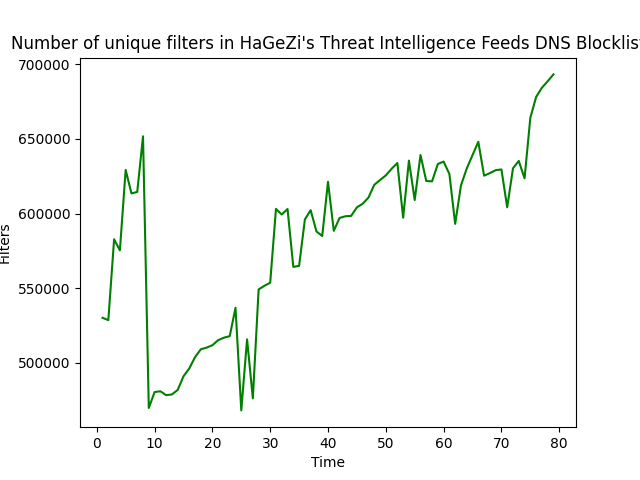 Number of unique filters in HaGeZi's Threat Intelligence Feeds DNS Blocklist
700000
650000
600000
550000
500000
Filters
0 10 20 30 40 50 60 70 80
Time